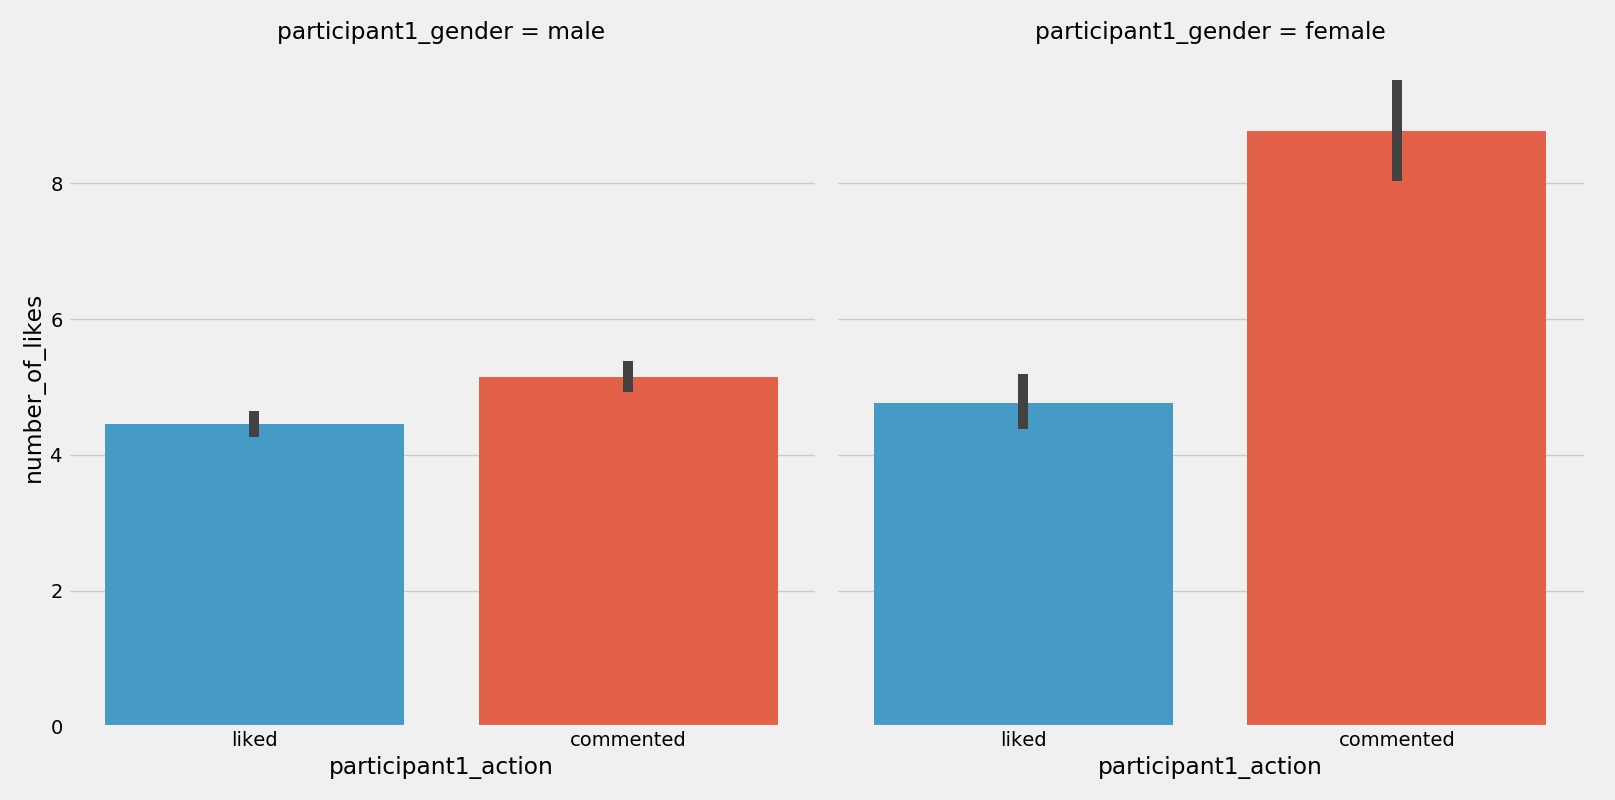 participant1_gender = male
participant1_gender = female
number_of_likes
8
6
4
2
0
liked
commented
liked
commented
participant1_action
participant1_action